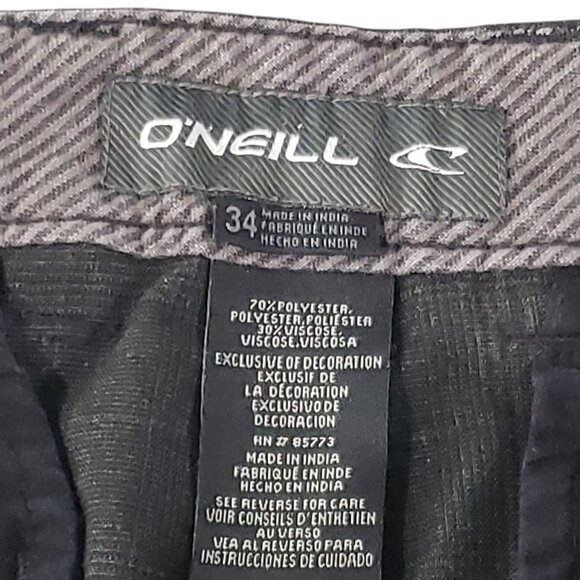 O'NEILL
34 MADE IN INDIA
FABRIQUÉ EN INDE
HECHO EN INDIA
70%POLYESTER,
POLYESTER,POLIÉSTER
30%VISCOSE,
VISCOSE,VISCOSA
EXCLUSIVE OF DECORATION
EXCLUSIF DE
LA DÉCORATION
EXCLUSIVO DE
DECORACION
RN # 85773
MADE IN INDIA
FABRIQUÉ EN INDE
HECHO EN INDIA
SEE REVERSE FOR CARE
VOIR CONSEILS D'ENTRETIEN
AU VERSO
VEA AL REVERSO PARA
INSTRUCCIONES DE CUIDADO